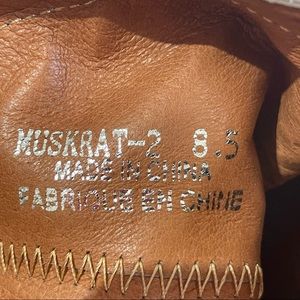 MUSKRAT-2 8.5
MADE IN CHINA
FABRIQUE EN CHINE